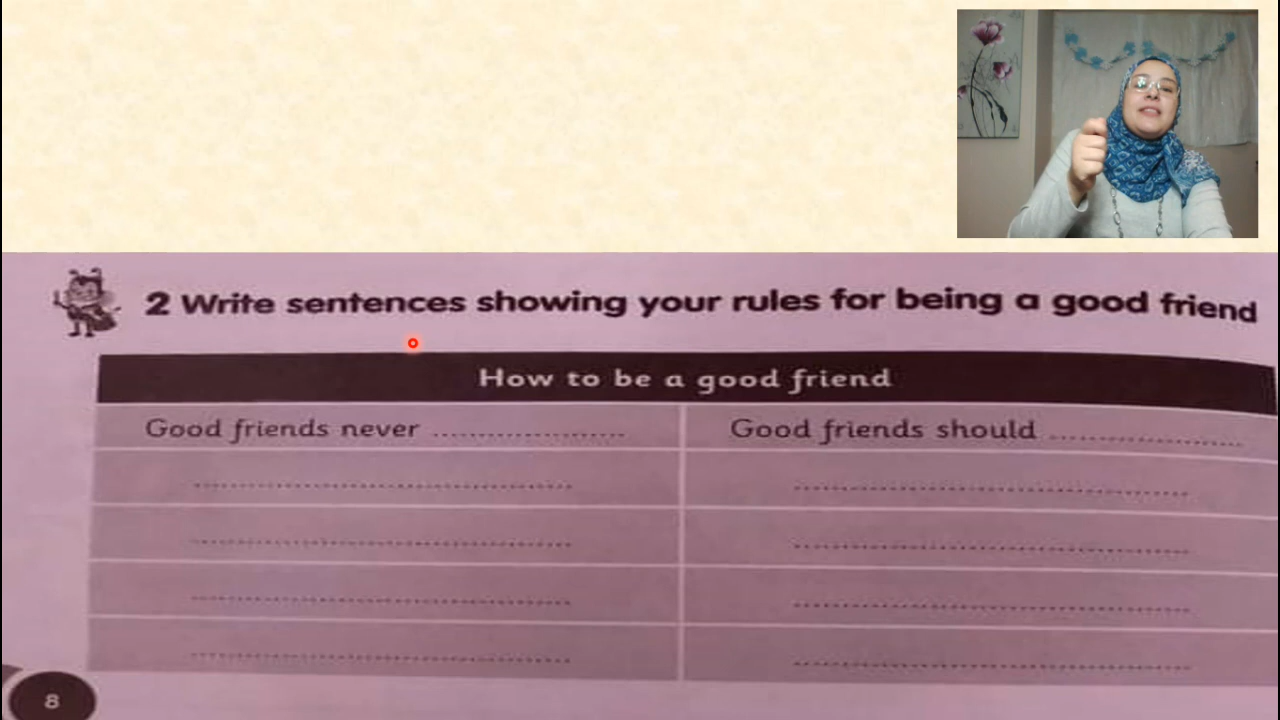 2 Write sentences showing your rules for being a good friend
How to be a good friend
Good friends never ......................
Good friends should ......................
8